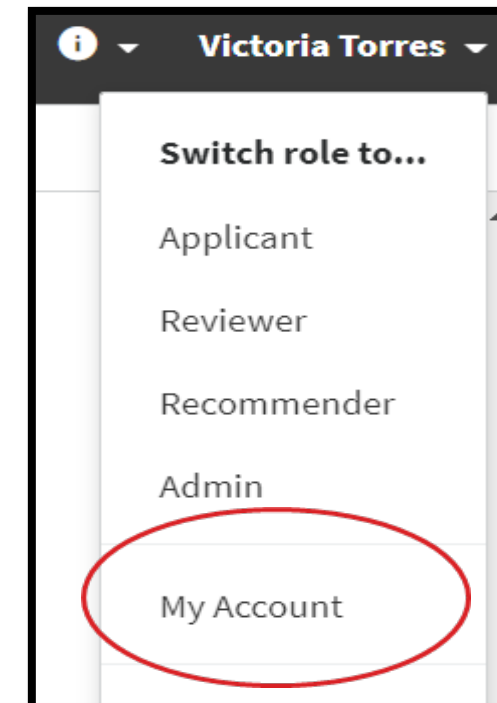 Victoria Torres
Switch role to...
Applicant
Reviewer
Recommender
Admin
My Account